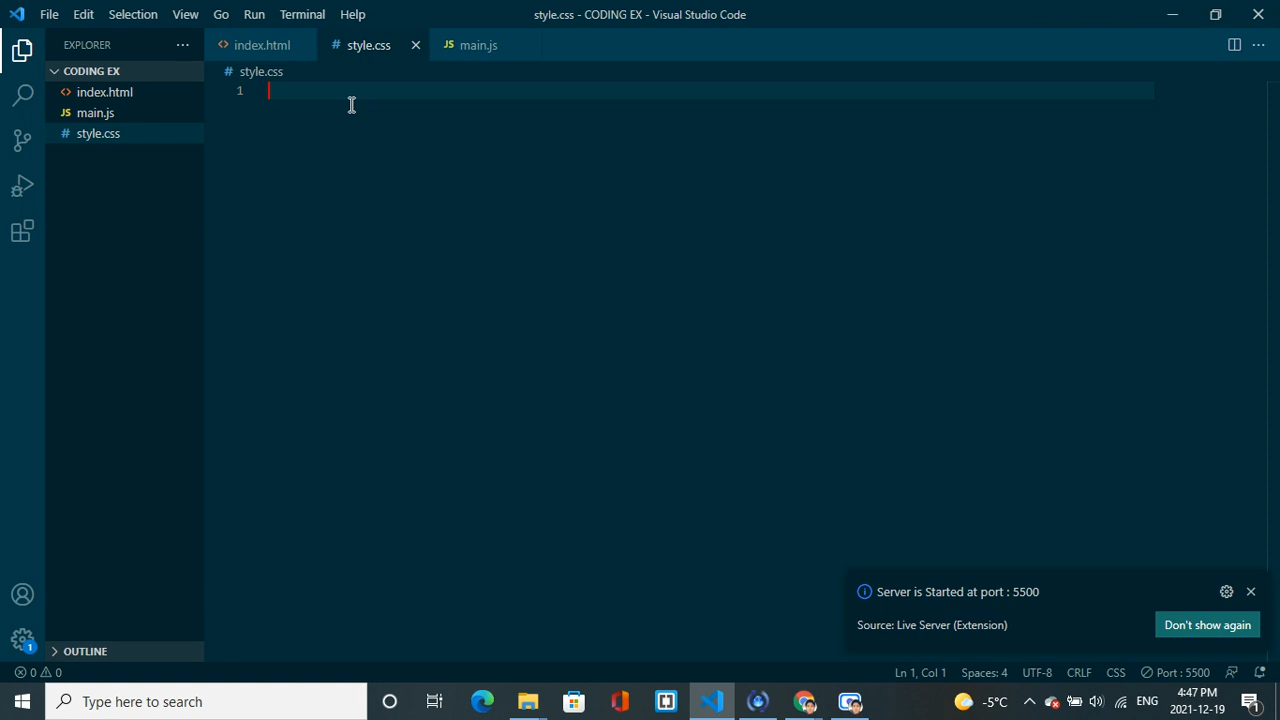 File Edit Selection View Go Run Terminal Help
style.css - CODING EX - Visual Studio Code
EXPLORER
index.html
style.css
JS main.js
CODING EX
# style.css
index.html
1
JS main.js
# style.css
Server is Started at port : 5500
Source: Live Server (Extension)
Don't show again
1
OUTLINE
0 0
Ln 1, Col 1 Spaces: 4 UTF-8 CRLF CSS Port : 5500
Type here to search
-5°C
ENG
4:47 PM
2021-12-19
1